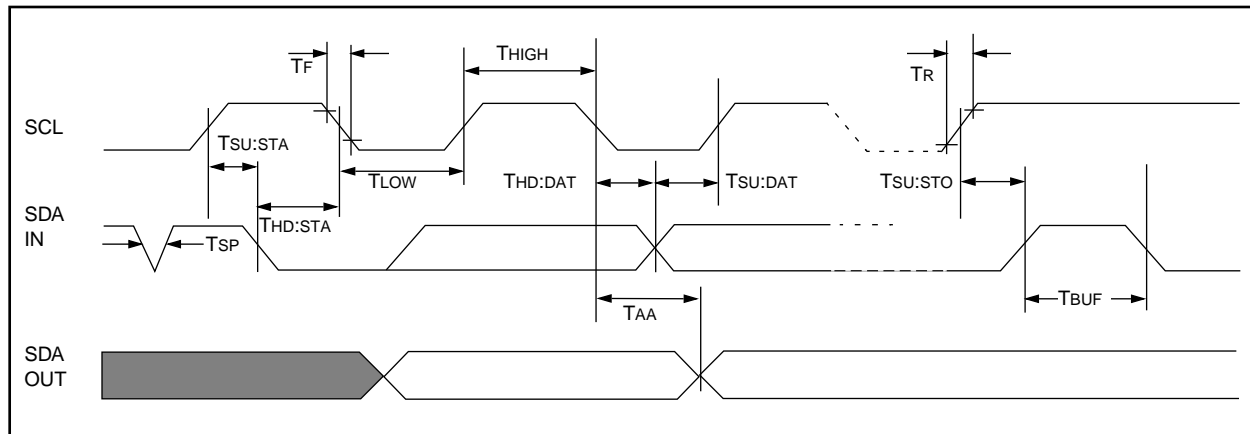 TF
THIGH
TR
SCL
TSU:STA
TLOW
THD:DAT
TSU:DAT
TSU:STO
SDA
IN
TSP
THD:STA
TAA
TBUF
SDA
OUT